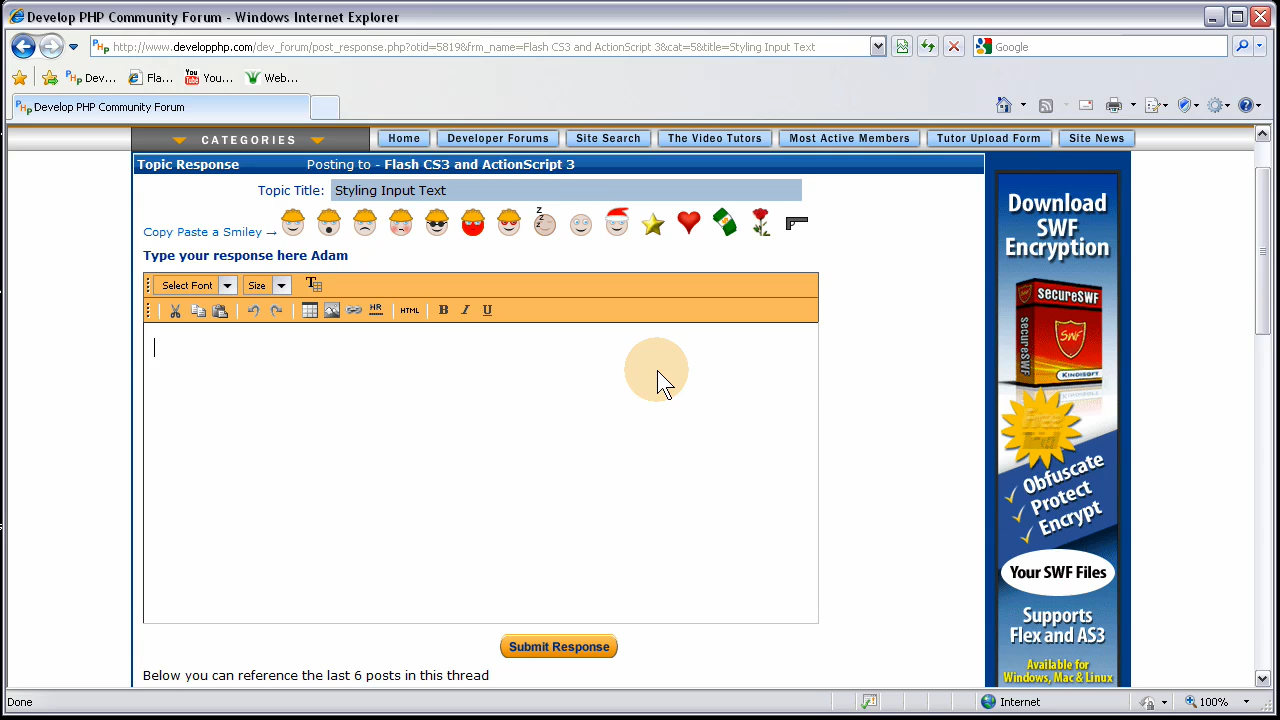 Develop PHP Community Forum - Windows Internet Explorer
http://www.developphp.com/dev_forum/post_response.php?otid=5819&frm_name=Flash CS3 and ActionScript 3&cat=5&title=Styling Input Text
Google
Dev...
Fla...
You...
Web...
Develop PHP Community Forum
CATEGORIES
Home
Developer Forums
Site Search
The Video Tutors
Most Active Members
Tutor Upload Form
Site News
Topic Response
Posting to - Flash CS3 and ActionScript 3
Topic Title:
Styling Input Text
Copy Paste a Smiley →
Type your response here Adam
Select Font
Size
HR
HTML
B
I
U
Submit Response
Below you can reference the last 6 posts in this thread
Download
SWF
Encryption
SecureSWF
secureSWF
SWF
KINDISOFT
Obfuscate
Protect
Encrypt
Your SWF Files
Supports
Flex and AS3
Available for
Windows, Mac & Linux
Done
Internet
100%